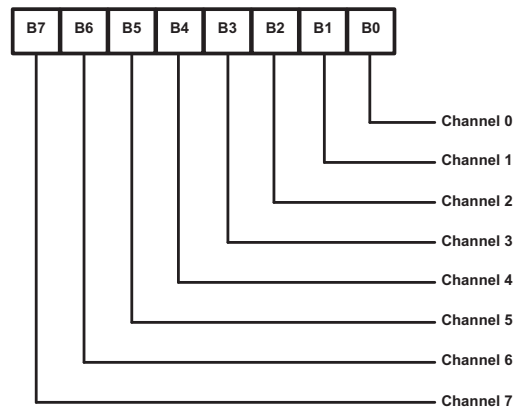 B7 B6 B5 B4 B3 B2 B1 B0
Channel 0
Channel 1
Channel 2
Channel 3
Channel 4
Channel 5
Channel 6
Channel 7